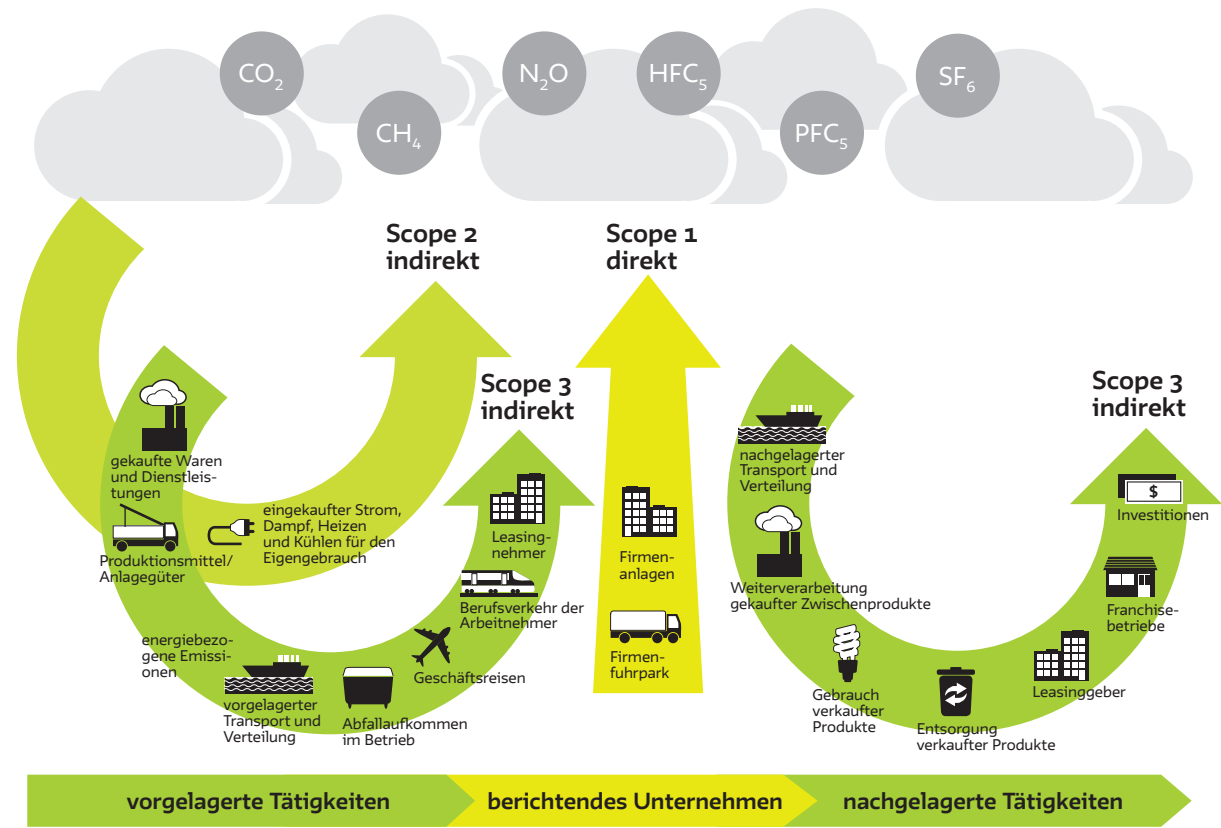 CO₂
CH₄
N₂O
HFC₅
PFC₅
SF₆
Scope 2
indirekt
Scope 1
direkt
Scope 3
indirekt
Scope 3
indirekt
gekaufte Waren
und Dienstleis-
tungen
Produktionsmittel/
Anlagegüter
eingekaufter Strom,
Dampf, Heizen
und Kühlen für den
Eigengebrauch
energiebezo-
gene Emissi-
onen
vorgelagerter
Transport und
Verteilung
Abfallaufkommen
im Betrieb
Geschäftsreisen
Berufsverkehr der
Arbeitnehmer
Leasing-
nehmer
Firmen-
anlagen
Firmen-
fuhrpark
nachgelagerter
Transport und
Verteilung
Weiterverarbeitung
gekaufter Zwischenprodukte
Gebrauch
verkaufter
Produkte
Entsorgung
verkaufter Produkte
Leasinggeber
Franchise-
betriebe
$
Investitionen
vorgelagerte Tätigkeiten
berichtendes Unternehmen
nachgelagerte Tätigkeiten